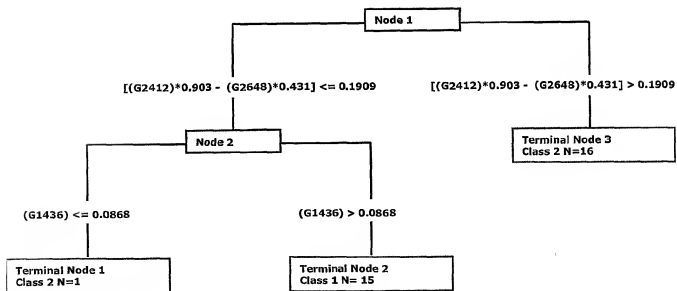 Node 1
[(G2412)*0.903 - (G2648)*0.431] <= 0.1909
[(G2412)*0.903 - (G2648)*0.431] > 0.1909
Node 2
Terminal Node 3
Class 2 N=16
(G1436) <= 0.0868
(G1436) > 0.0868
Terminal Node 1
Class 2 N=1
Terminal Node 2
Class 1 N= 15